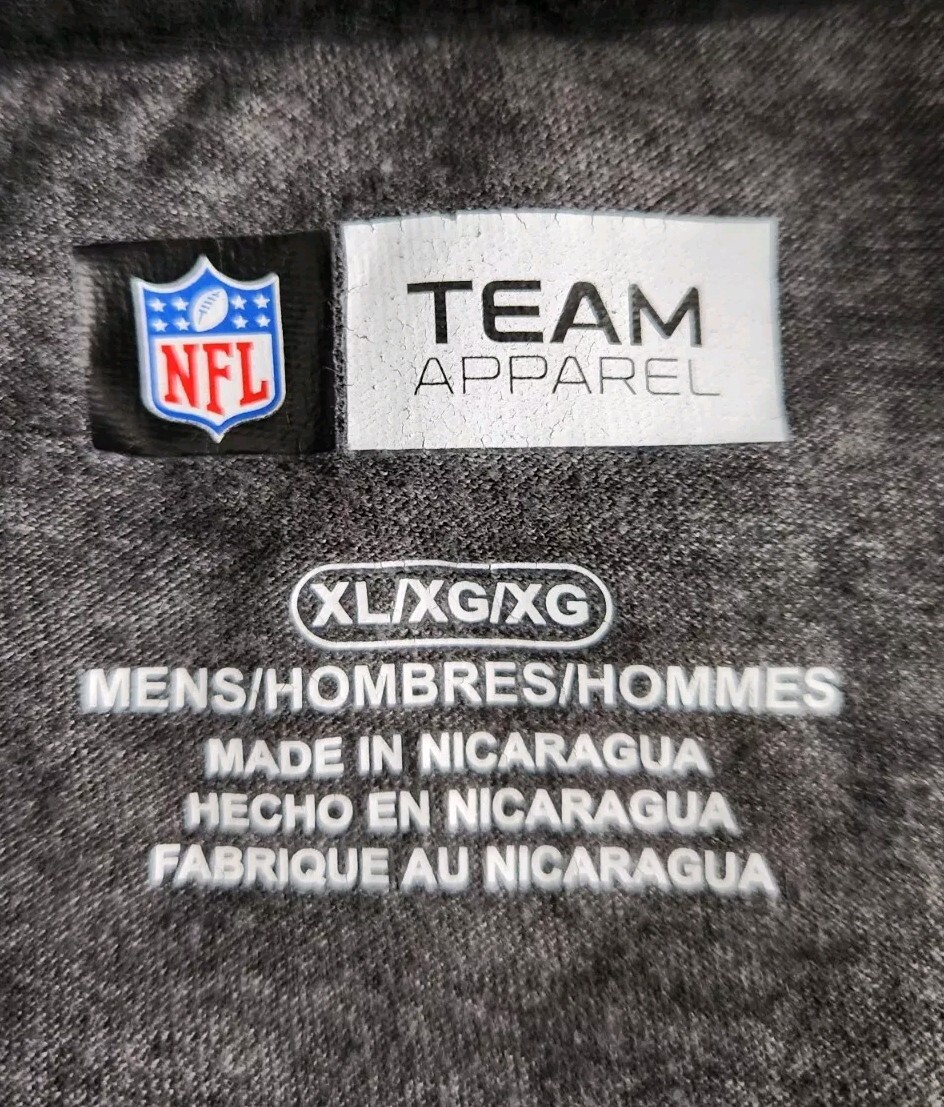 NFL
TEAM
APPAREL
XL/XG/XG
MENS/HOMBRES/HOMMES
MADE IN NICARAGUA
HECHO EN NICARAGUA
FABRIQUE AU NICARAGUA